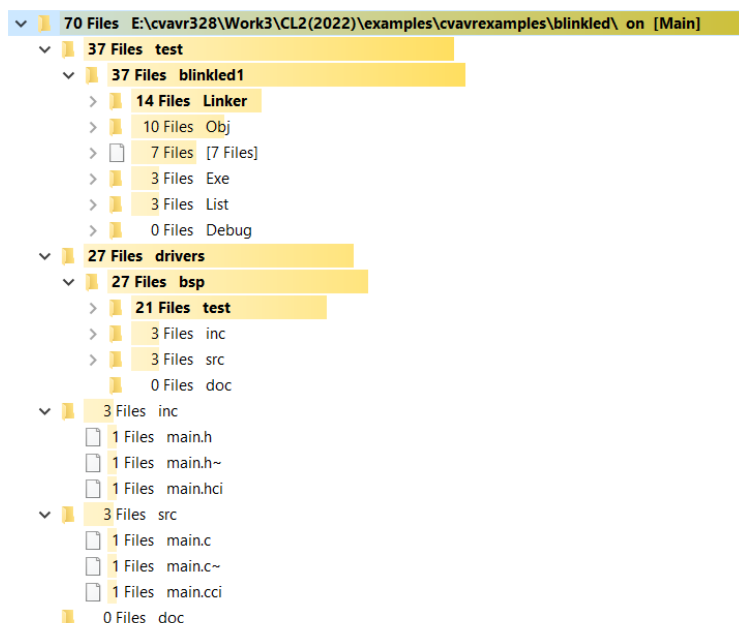 70 Files E:\cvavr328\Work3\CL2(2022)\examples\cvavrexamples\blinkled\ on [Main]
37 Files test
37 Files blinkled1
14 Files Linker
10 Files Obj
7 Files [7 Files]
3 Files Exe
3 Files List
0 Files Debug
27 Files drivers
27 Files bsp
21 Files test
3 Files inc
3 Files src
0 Files doc
3 Files inc
1 Files main.h
1 Files main.h~
1 Files main.hci
3 Files src
1 Files main.c
1 Files main.c~
1 Files main.cci
0 Files doc